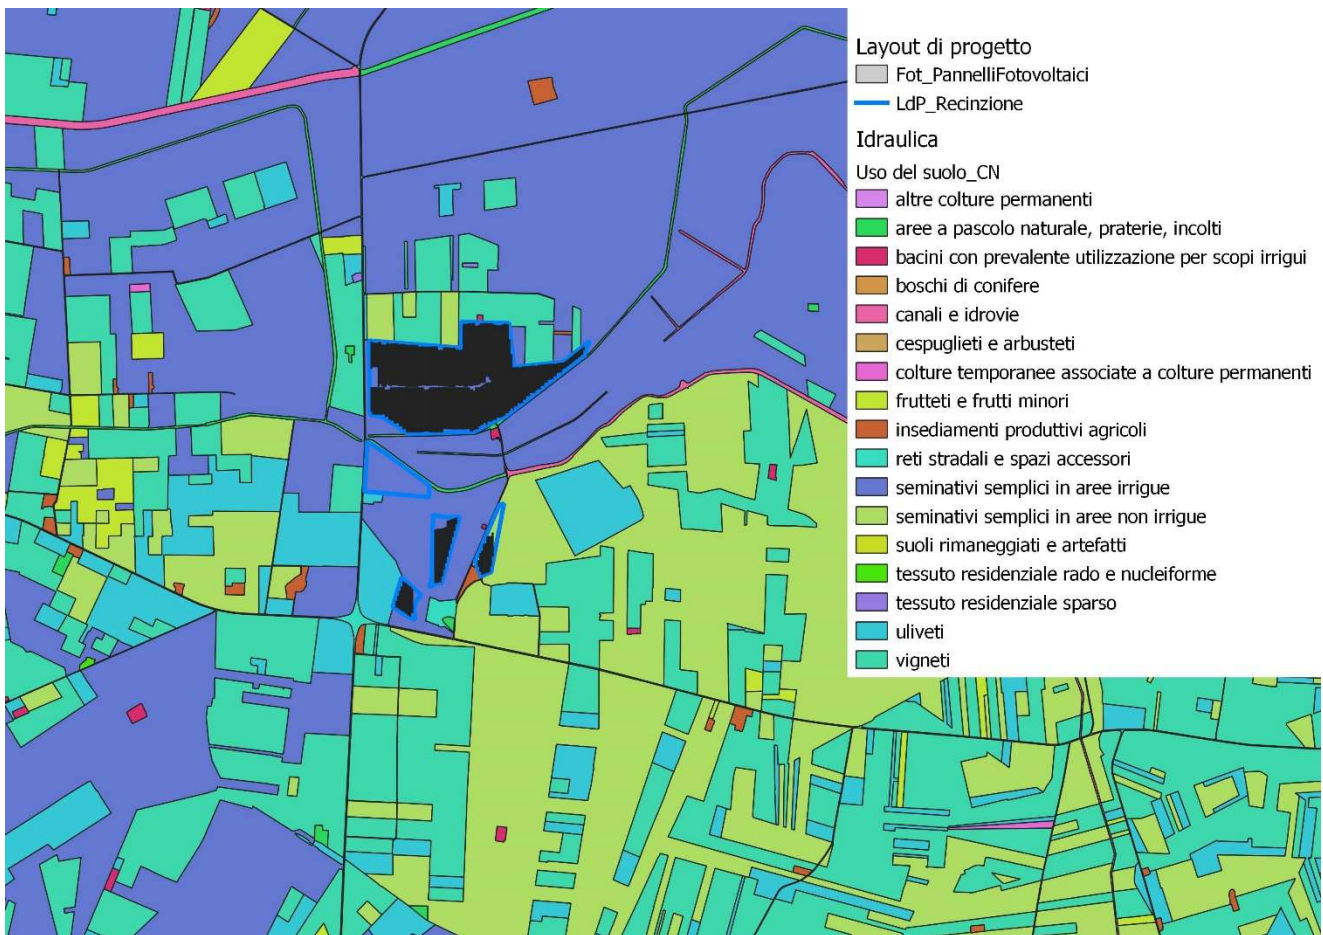 Layout di progetto
Fot_PannelliFotovoltaici
LdP_Recinzione
Idraulica
Uso del suolo_CN
altre colture permanenti
aree a pascolo naturale, praterie, incolti
bacini con prevalente utilizzazione per scopi irrigui
boschi di conifere
canali e idrovie
cespuglieti e arbusteti
colture temporanee associate a colture permanenti
frutteti e frutti minori
insediamenti produttivi agricoli
reti stradali e spazi accessori
seminativi semplici in aree irrigue
seminativi semplici in aree non irrigue
suoli rimaneggiati e artefatti
tessuto residenziale rado e nucleiforme
tessuto residenziale sparso
uliveti
vigneti